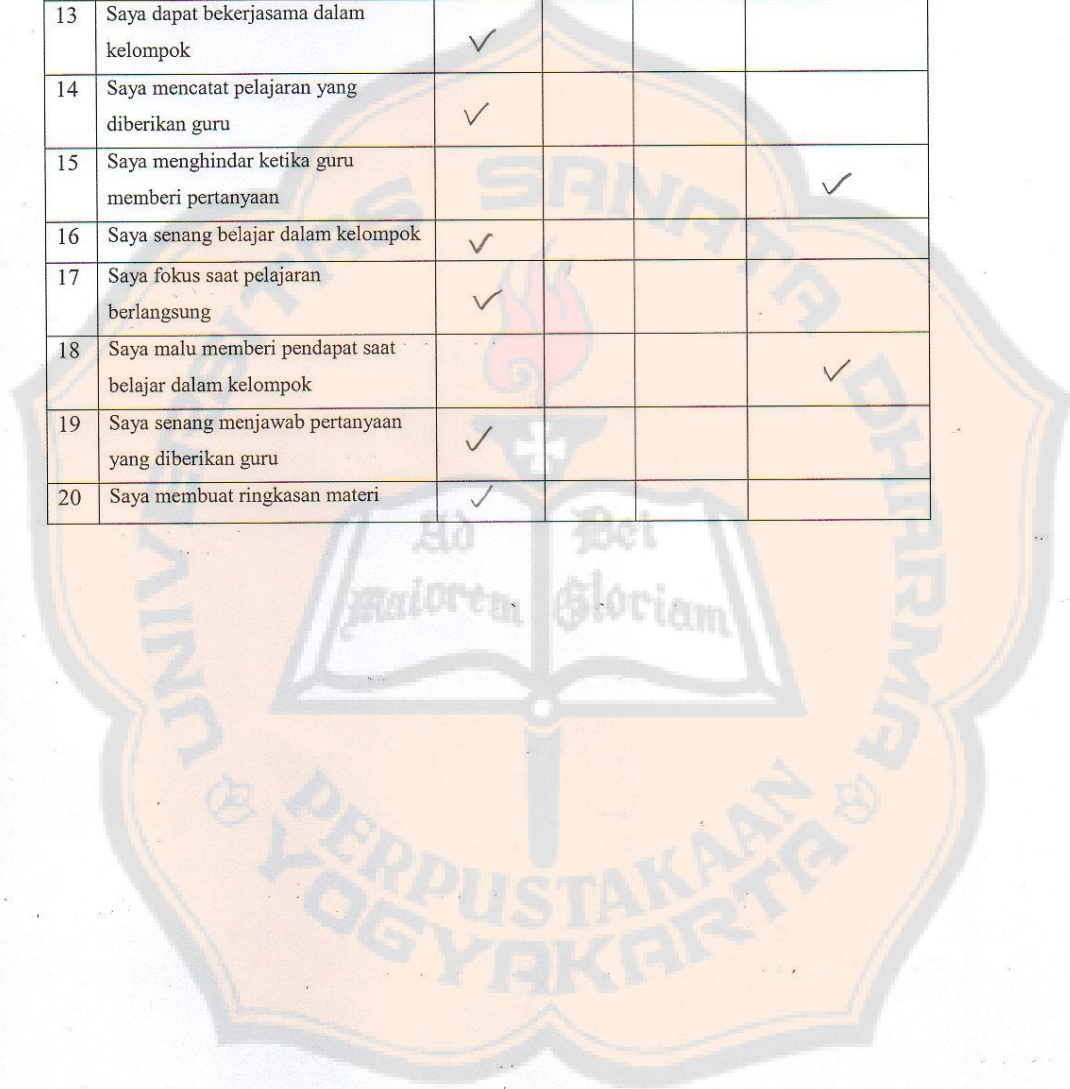 13 Saya dapat bekerjasama dalam ✓
kelompok
14 Saya mencatat pelajaran yang ✓
diberikan guru
15 Saya menghindar ketika guru ✓
memberi pertanyaan
16 Saya senang belajar dalam kelompok ✓
17 Saya fokus saat pelajaran ✓
berlangsung
18 Saya malu memberi pendapat saat ✓
belajar dalam kelompok
19 Saya senang menjawab pertanyaan ✓
yang diberikan guru
20 Saya membuat ringkasan materi ✓
UNIVERSITAS SANATA DHARMA
Ad Dei
Maiorem Gloriam
PERPUSTAKAAN
YOGYAKARTA